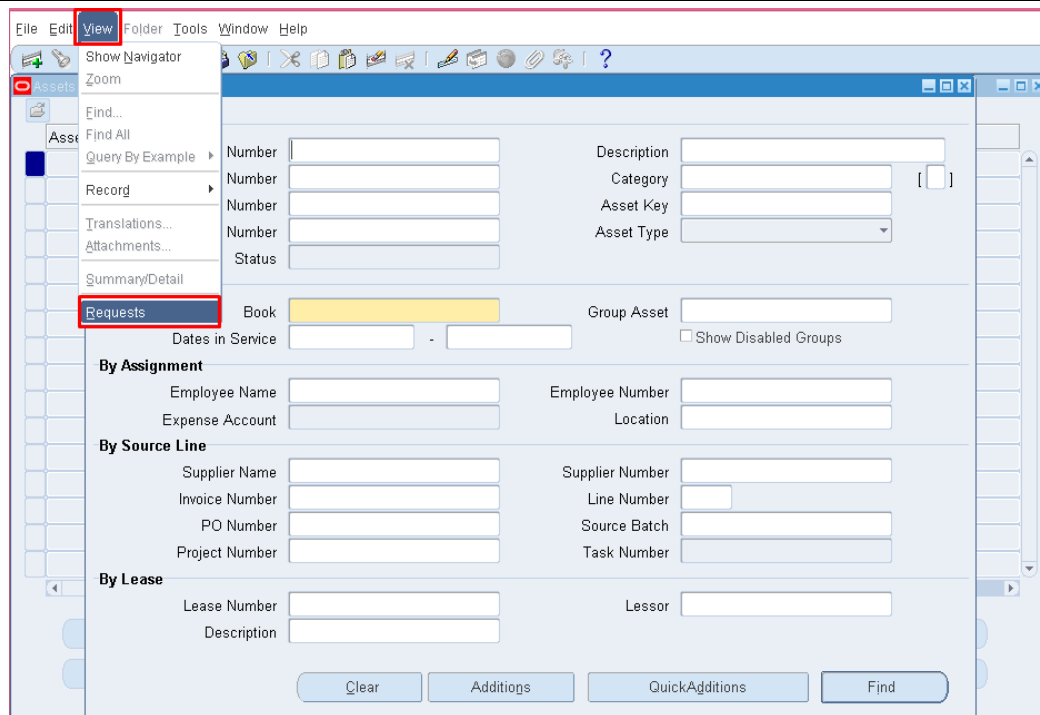 File Edit View Folder Tools Window Help
Show Navigator
Zoom
Find...
Find All
Query By Example
Record
Translations...
Attachments...
Summary/Detail
Requests
Assets
Asse
Number Description
Number Category [ ]
Number Asset Key
Number Asset Type
Status
Book Group Asset
Dates in Service - Show Disabled Groups
By Assignment
Employee Name Employee Number
Expense Account Location
By Source Line
Supplier Name Supplier Number
Invoice Number Line Number
PO Number Source Batch
Project Number Task Number
By Lease
Lease Number Lessor
Description
Clear Additions QuickAdditions Find